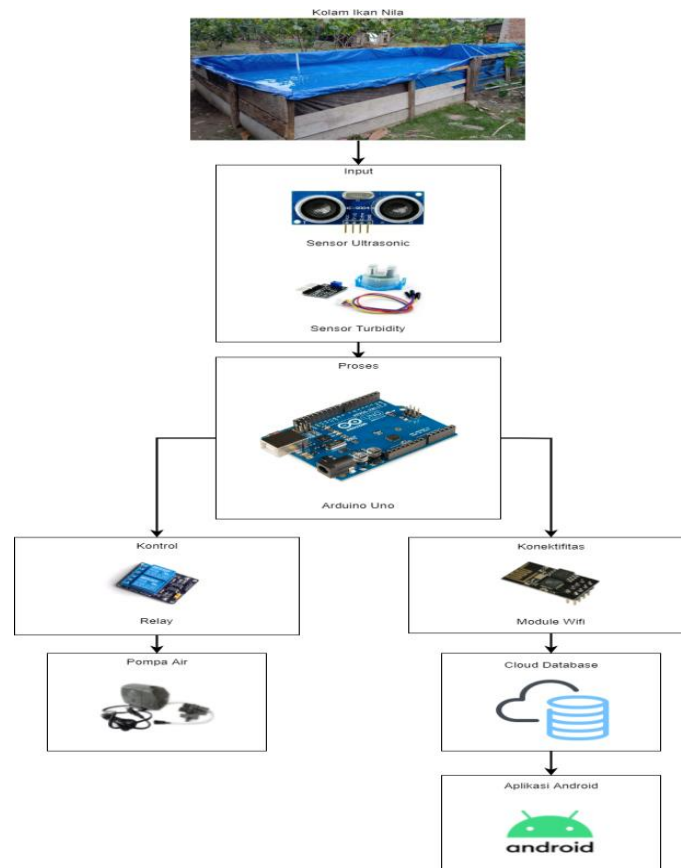 Kolam Ikan Nila
Input
Sensor Ultrasonic
Sensor Turbidity
Proses
Arduino Uno
Kontrol
Relay
Konektifitas
Module Wifi
Pompa Air
Cloud Database
Aplikasi Android
android